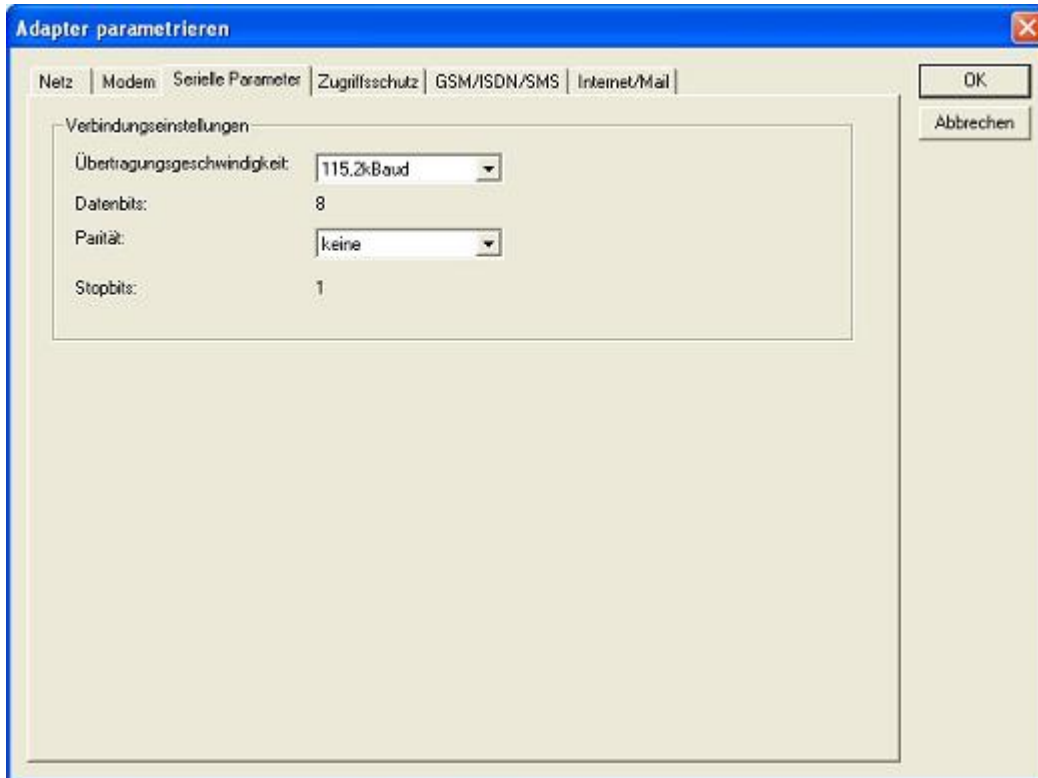 Adapter parametrieren
Netz Modem Serielle Parameter Zugriffsschutz GSM/ISDN/SMS Internet/Mail
OK
Abbrechen
Verbindungseinstellungen
Übertragungsgeschwindigkeit: 115,2kBaud
Datenbits: 8
Parität: keine
Stopbits: 1